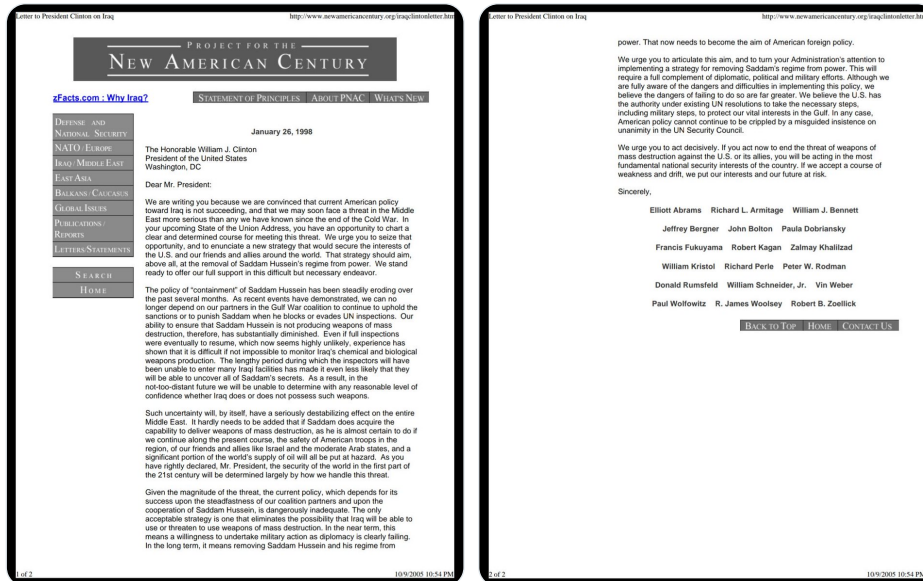 Letter to President Clinton on Iraq
http://www.newamericancentury.org/iraqclintonletter.htm
PROJECT FOR THE
NEW AMERICAN CENTURY
zFacts.com : Why Iraq?
STATEMENT OF PRINCIPLES ABOUT PNAC WHAT'S NEW
DEFENSE AND
NATIONAL SECURITY
NATO / EUROPE
IRAQ / MIDDLE EAST
EAST ASIA
BALKANS / CAUCASUS
GLOBAL ISSUES
PUBLICATIONS /
REPORTS
LETTERS/STATEMENTS
SEARCH
HOME
January 26, 1998
The Honorable William J. Clinton
President of the United States
Washington, DC
Dear Mr. President:
We are writing you because we are convinced that current American policy
toward Iraq is not succeeding, and that we may soon face a threat in the Middle
East more serious than any we have known since the end of the Cold War. In
your upcoming State of the Union Address, you have an opportunity to chart a
clear and determined course for meeting this threat. We urge you to seize that
opportunity, and to enunciate a new strategy that would secure the interests of
the U.S. and our friends and allies around the world. That strategy should aim,
above all, at the removal of Saddam Hussein's regime from power. We stand
ready to offer our full support in this difficult but necessary endeavor.
The policy of "containment" of Saddam Hussein has been steadily eroding over
the past several months. As recent events have demonstrated, we can no
longer depend on our partners in the Gulf War coalition to continue to uphold the
sanctions or to punish Saddam when he blocks or evades UN inspections. Our
ability to ensure that Saddam Hussein is not producing weapons of mass
destruction, therefore, has substantially diminished. Even if full inspections
were eventually to resume, which now seems highly unlikely, experience has
shown that it is difficult if not impossible to monitor Iraq's chemical and biological
weapons production. The lengthy period during which the inspectors will have
been unable to enter many Iraqi facilities has made it even less likely that they
will be able to uncover all of Saddam's secrets. As a result, in the
not-too-distant future we will be unable to determine with any reasonable level of
confidence whether Iraq does or does not possess such weapons.
Such uncertainty will, by itself, have a seriously destabilizing effect on the entire
Middle East. It hardly needs to be added that if Saddam does acquire the
capability to deliver weapons of mass destruction, as he is almost certain to do if
we continue along the present course, the safety of American troops in the
region, of our friends and allies like Israel and the moderate Arab states, and a
significant portion of the world's supply of oil will all be put at hazard. As you
have rightly declared, Mr. President, the security of the world in the first part of
the 21st century will be determined largely by how we handle this threat.
Given the magnitude of the threat, the current policy, which depends for its
success upon the steadfastness of our coalition partners and upon the
cooperation of Saddam Hussein, is dangerously inadequate. The only
acceptable strategy is one that eliminates the possibility that Iraq will be able to
use or threaten to use weapons of mass destruction. In the near term, this
means a willingness to undertake military action as diplomacy is clearly failing.
In the long term, it means removing Saddam Hussein and his regime from
1 of 2
10/9/2005 10:54 PM
Letter to President Clinton on Iraq
http://www.newamericancentury.org/iraqclintonletter.htm
power. That now needs to become the aim of American foreign policy.
We urge you to articulate this aim, and to turn your Administration's attention to
implementing a strategy for removing Saddam's regime from power. This will
require a full complement of diplomatic, political and military efforts. Although we
are fully aware of the dangers and difficulties in implementing this policy, we
believe the dangers of failing to do so are far greater. We believe the U.S. has
the authority under existing UN resolutions to take the necessary steps,
including military steps, to protect our vital interests in the Gulf. In any case,
American policy cannot continue to be crippled by a misguided insistence on
unanimity in the UN Security Council.
We urge you to act decisively. If you act now to end the threat of weapons of
mass destruction against the U.S. or its allies, you will be acting in the most
fundamental national security interests of the country. If we accept a course of
weakness and drift, we put our interests and our future at risk.
Sincerely,
Elliott Abrams Richard L. Armitage William J. Bennett
Jeffrey Bergner John Bolton Paula Dobriansky
Francis Fukuyama Robert Kagan Zalmay Khalilzad
William Kristol Richard Perle Peter W. Rodman
Donald Rumsfeld William Schneider, Jr. Vin Weber
Paul Wolfowitz R. James Woolsey Robert B. Zoellick
BACK TO TOP HOME CONTACT US
2 of 2
10/9/2005 10:54 PM